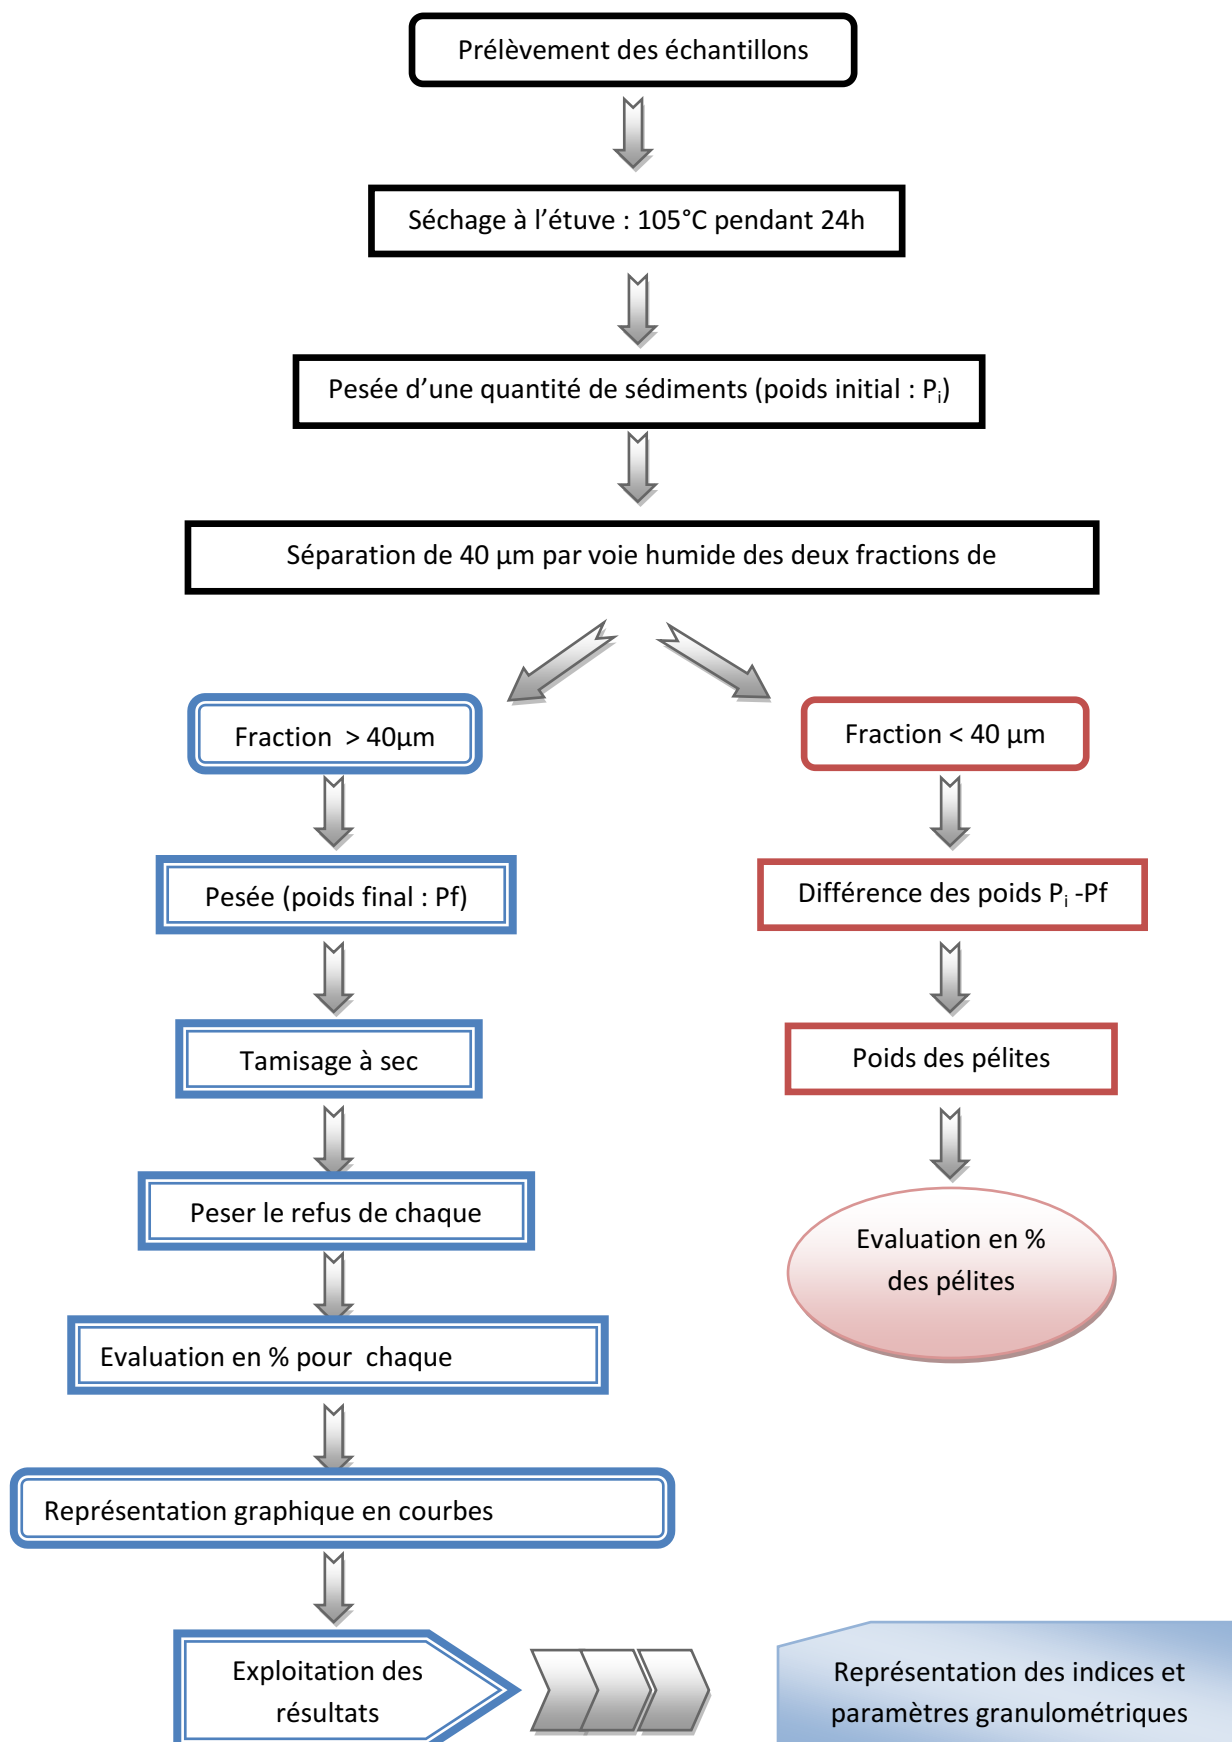 Prélèvement des échantillons
Séchage à l’étuve : 105°C pendant 24h
Pesée d’une quantité de sédiments (poids initial : Pi)
Séparation de 40 µm par voie humide des deux fractions de
Fraction > 40µm
Pesée (poids final : Pf)
Tamisage à sec
Peser le refus de chaque
Evaluation en % pour chaque
Représentation graphique en courbes
Exploitation des
résultats
Fraction < 40 µm
Différence des poids Pi -Pf
Poids des pélites
Evaluation en %
des pélites
Représentation des indices et
paramètres granulométriques